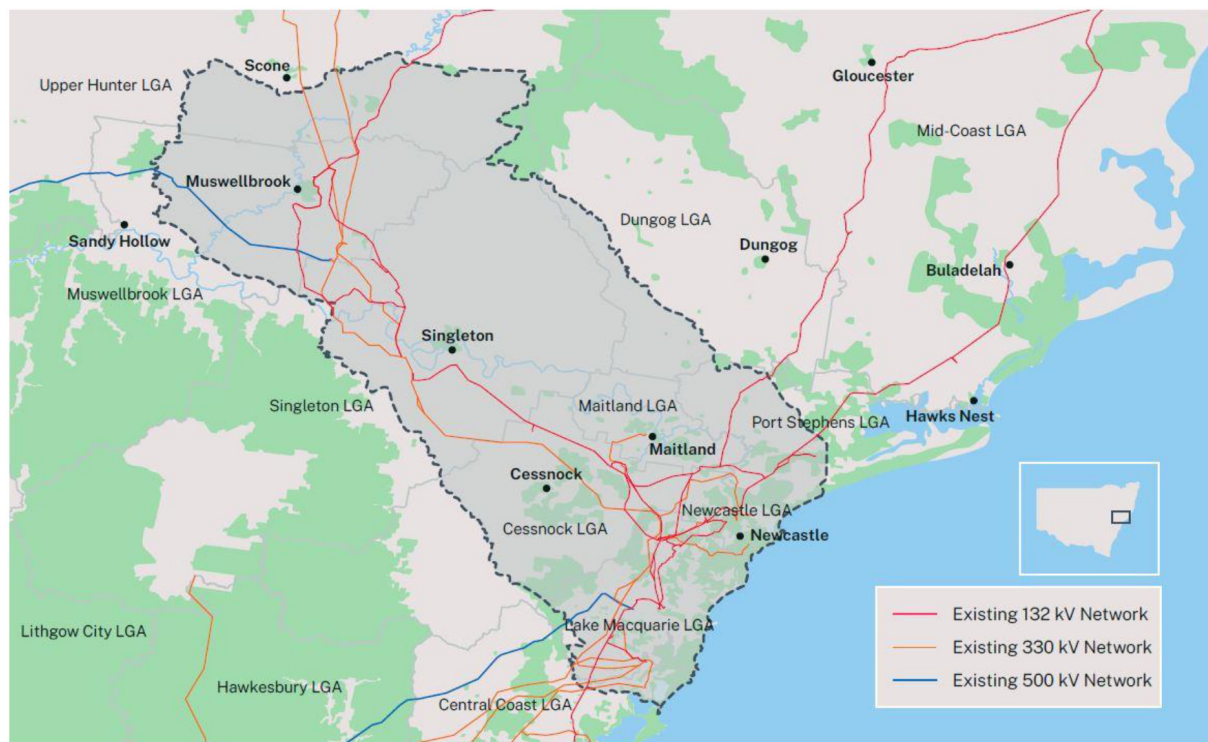 Scone
Upper Hunter LGA
Gloucester
Mid-Coast LGA
Muswellbrook
Dungog LGA
Sandy Hollow
Dungog
Buladelah
Muswellbrook LGA
Singleton
Singleton LGA
Maitland LGA
Hawks Nest
Port Stephens LGA
Maitland
Cessnock
Newcastle LGA
Cessnock LGA
Newcastle
Existing 132 kV Network
Lake Macquarie LGA
Lithgow City LGA
Existing 330 kV Network
Existing 500 kV Network
Hawkesbury LGA
Central Coast LGA